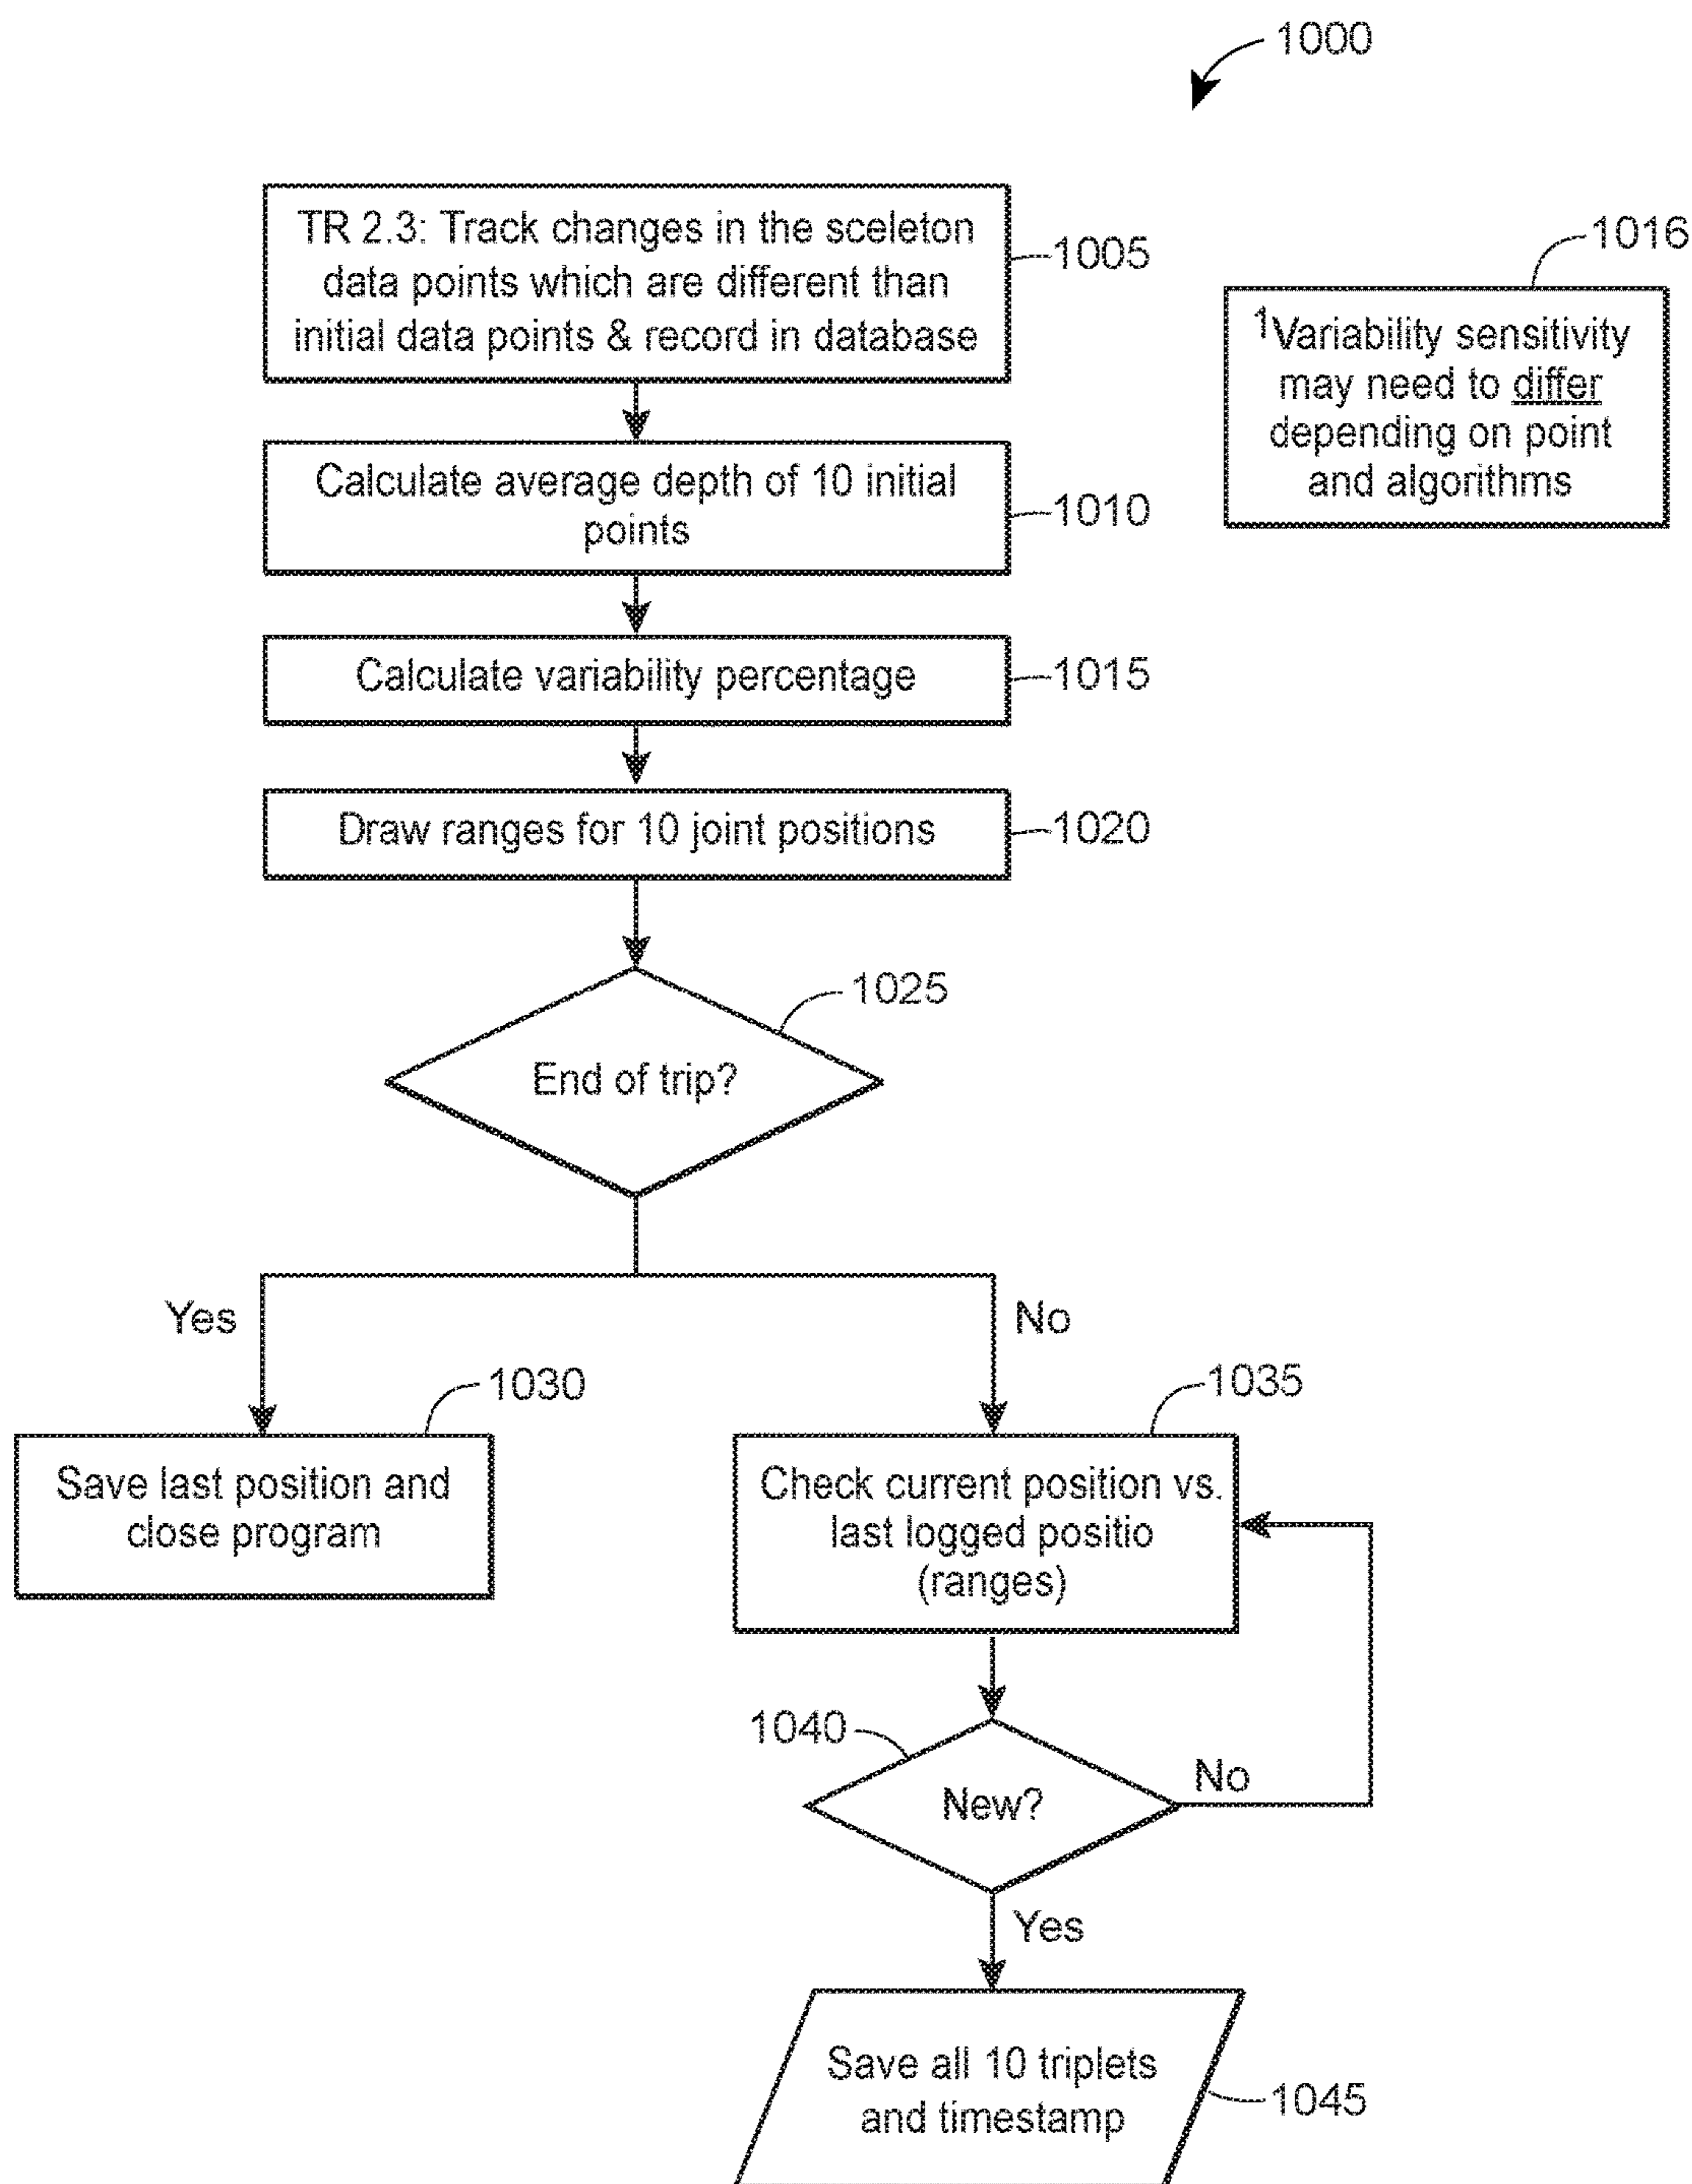 1000
TR 2.3: Track changes in the sceleton
data points which are different than
initial data points & record in database
1005
1016
1Variability sensitivity
may need to differ
depending on point
and algorithms
Calculate average depth of 10 initial
points
1010
Calculate variability percentage
1015
Draw ranges for 10 joint positions
1020
1025
End of trip?
Yes
No
1030
1035
Save last position and
close program
Check current position vs.
last logged positio
(ranges)
1040
New?
No
Yes
Save all 10 triplets
and timestamp
1045